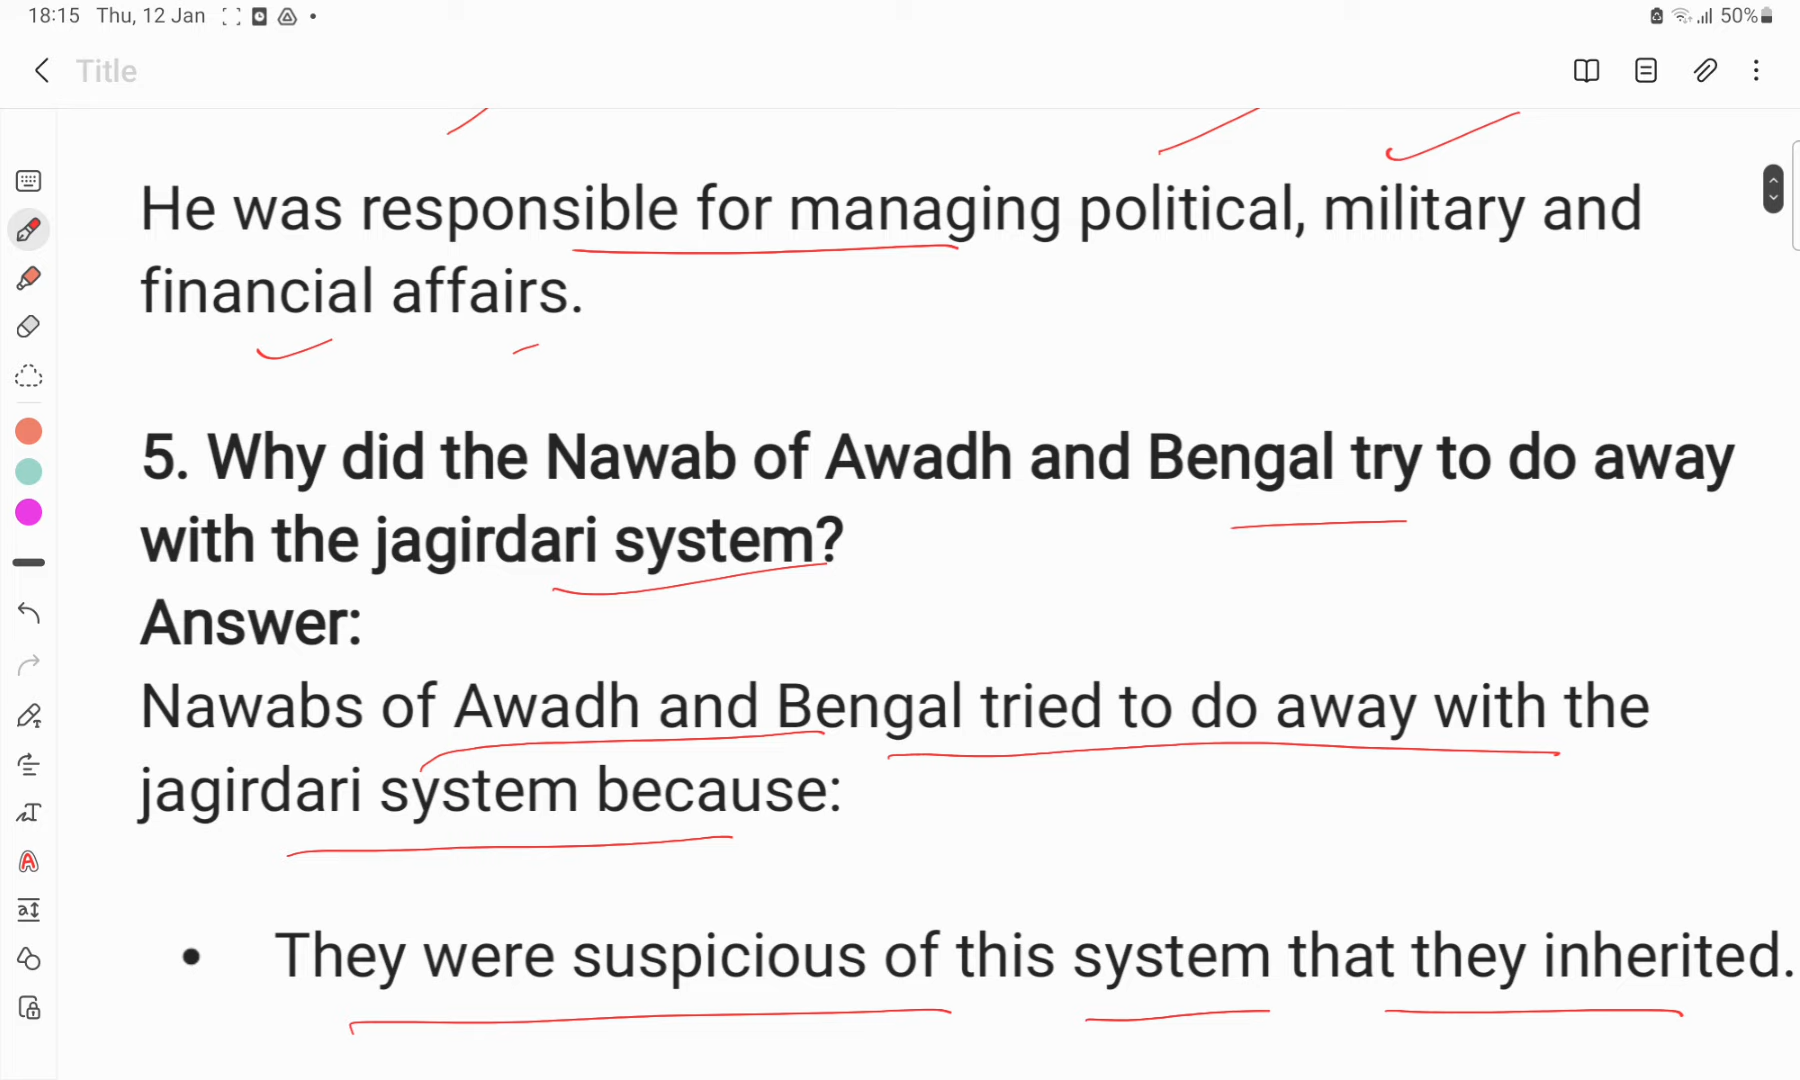 18:15 Thu, 12 Jan
50%
Title
He was responsible for managing political, military and
financial affairs.
5. Why did the Nawab of Awadh and Bengal try to do away
with the jagirdari system?
Answer:
Nawabs of Awadh and Bengal tried to do away with the
jagirdari system because:
• They were suspicious of this system that they inherited.